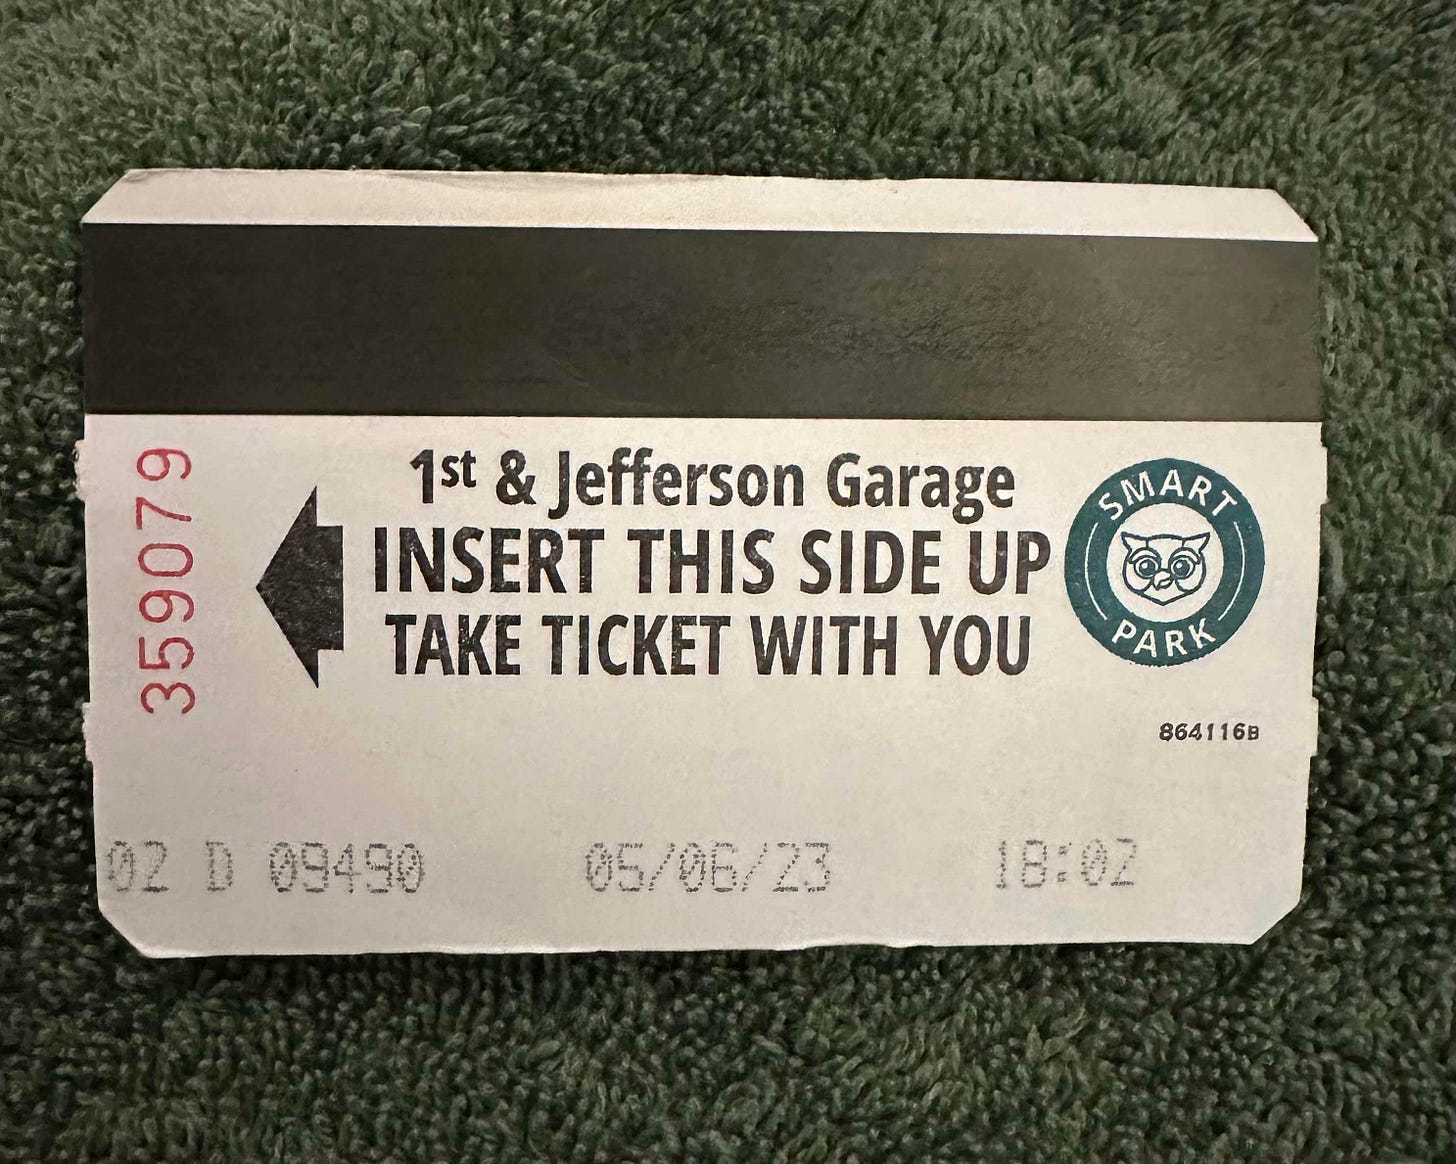 1st & Jefferson Garage
INSERT THIS SIDE UP
TAKE TICKET WITH YOU
SMART
PARK
359079
864116B
02 D 09490 05/06/23 18:02